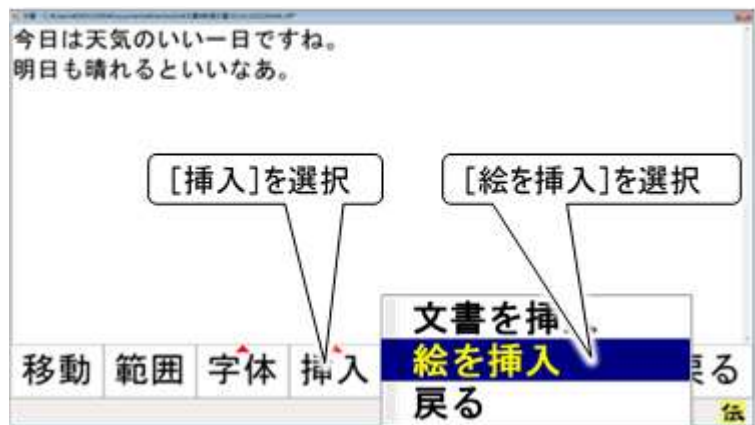 今日は天気のいい一日ですね。
明日も晴れるといいなあ。
[挿入]を選択
[絵を挿入]を選択
文書を挿
移動 範囲 字体 挿入 絵を挿入 戻る
戻る
伝